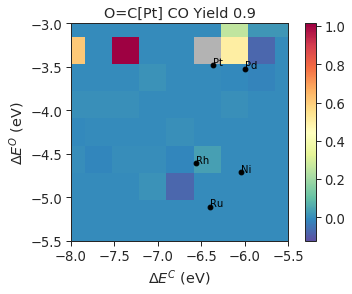 O=C[Pt] CO Yield 0.9
−3.0
−3.5
−4.0
−4.5
−5.0
−5.5
ΔE^O (eV)
Pt
Pd
Rh
Ni
Ru
−8.0 −7.5 −7.0 −6.5 −6.0 −5.5
ΔE^C (eV)
1.0
0.8
0.6
0.4
0.2
0.0